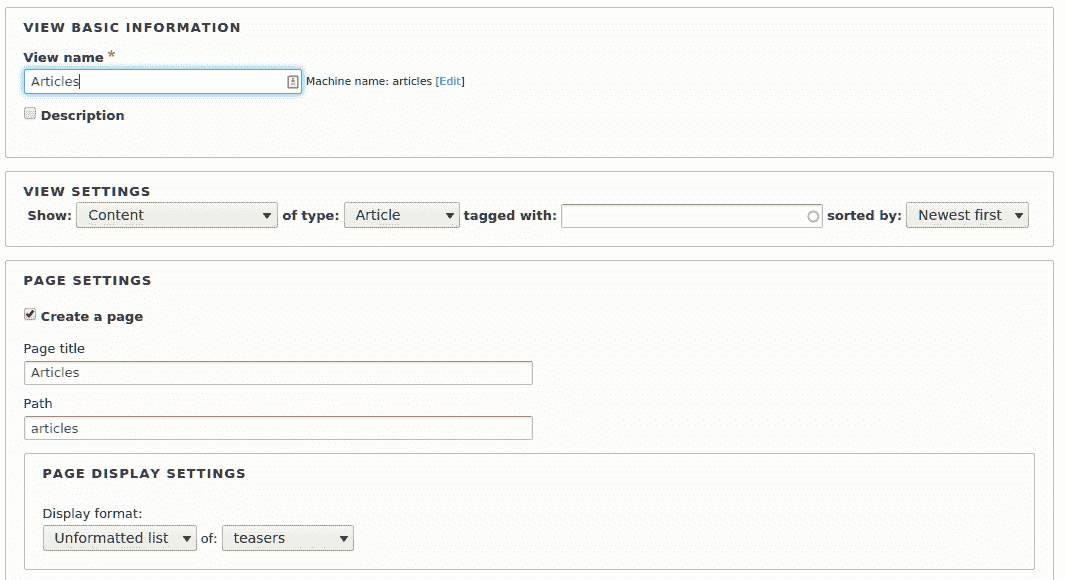 VIEW BASIC INFORMATION
View name *
Articles Machine name: articles [Edit]
Description
VIEW SETTINGS
Show: Content of type: Article tagged with: sorted by: Newest first
PAGE SETTINGS
Create a page
Page title
Articles
Path
articles
PAGE DISPLAY SETTINGS
Display format:
Unformatted list of: teasers